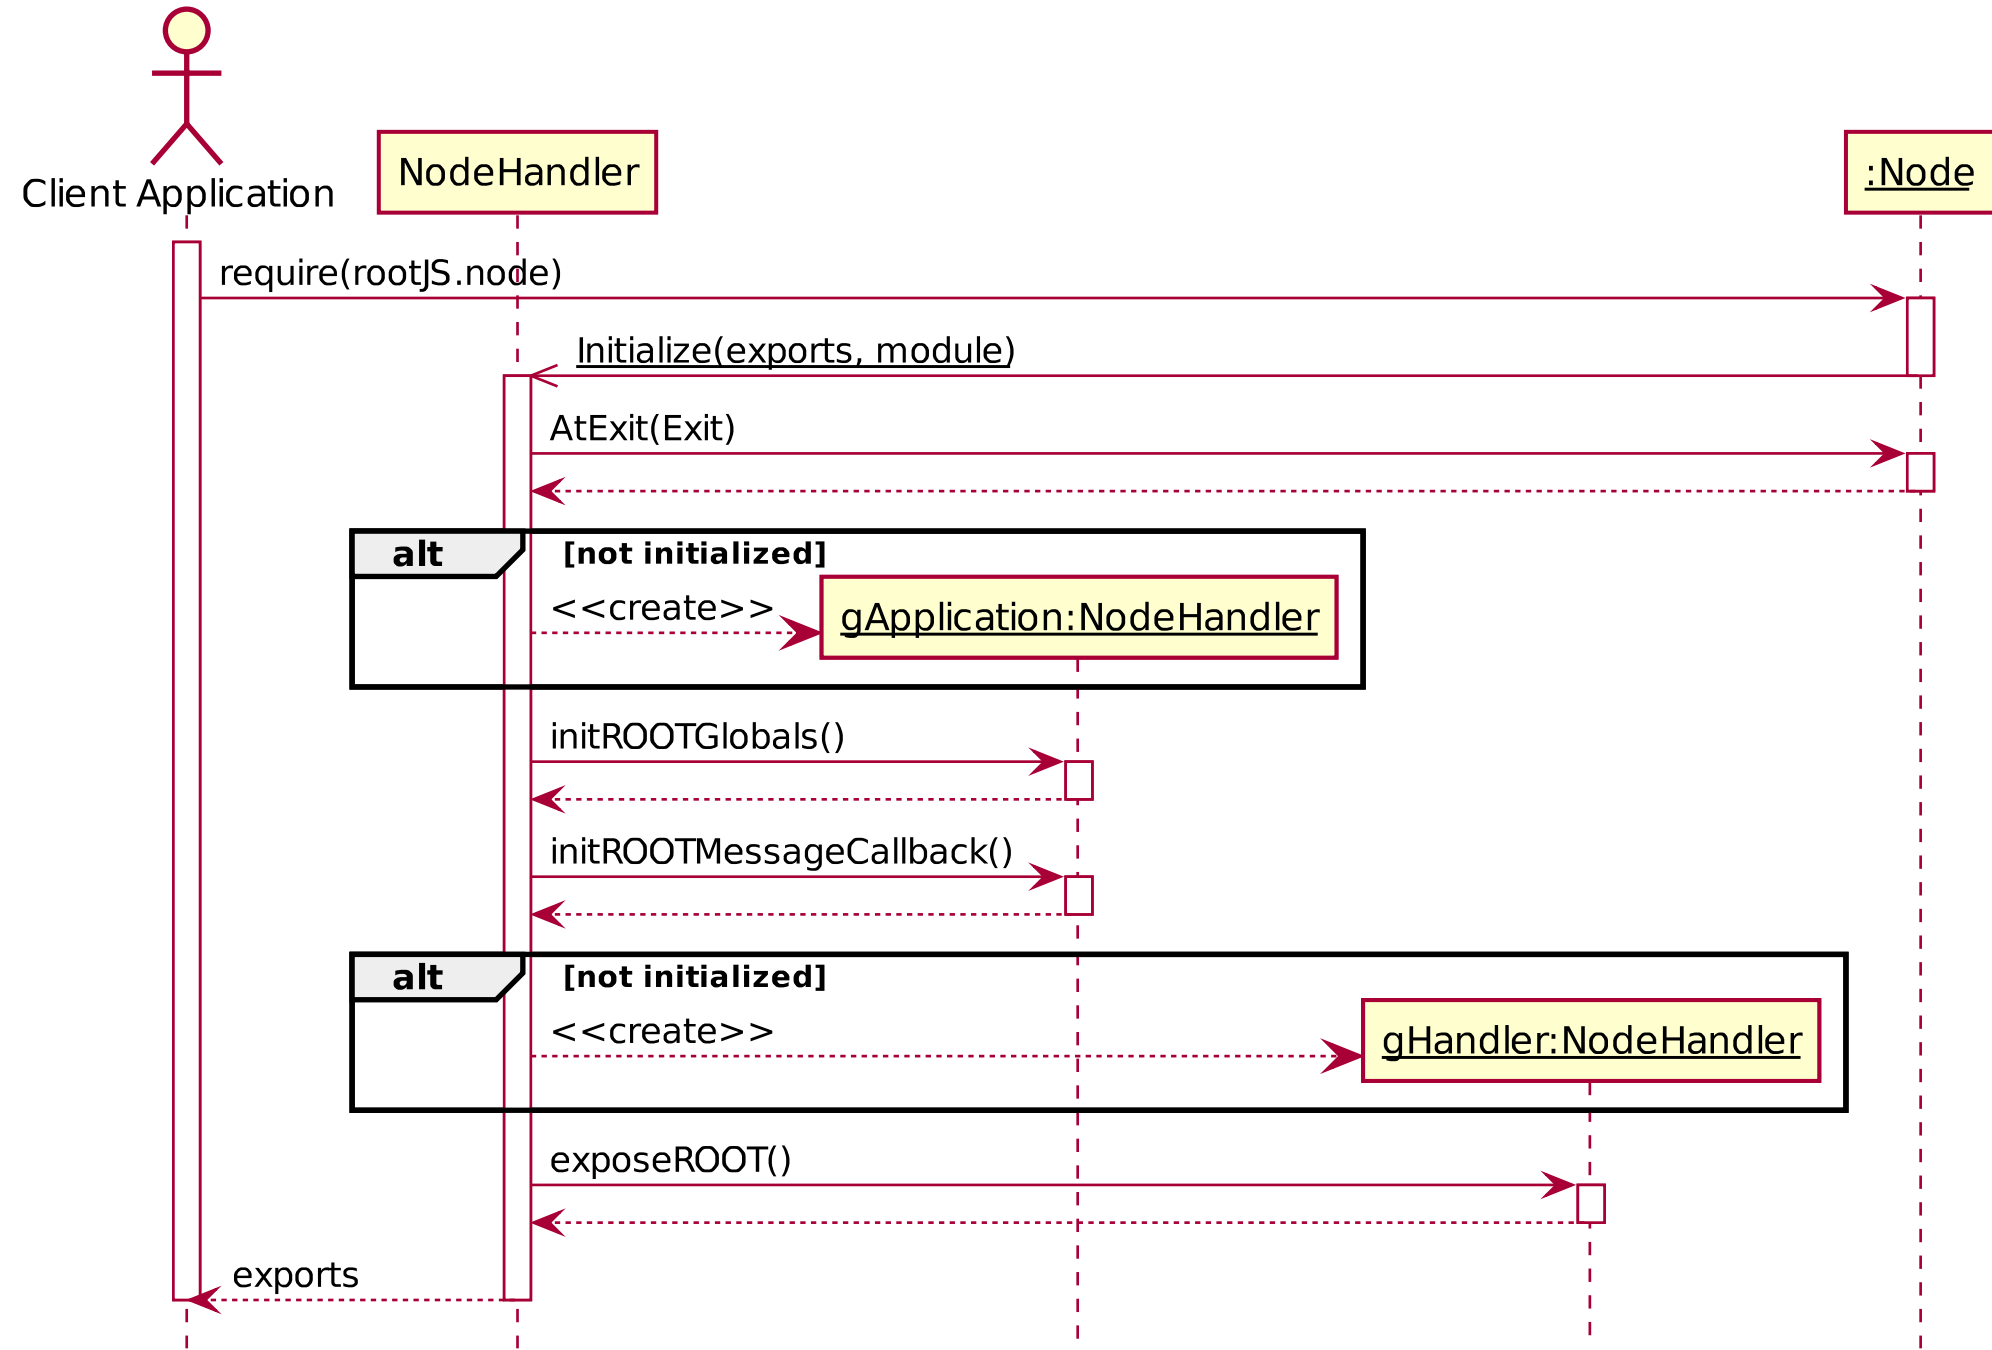 Client Application
NodeHandler
:Node
require(rootJS.node)
Initialize(exports, module)
AtExit(Exit)
alt
[not initialized]
<<create>>
gApplication:NodeHandler
initROOTGlobals()
initROOTMessageCallback()
alt
[not initialized]
<<create>>
gHandler:NodeHandler
exposeROOT()
exports